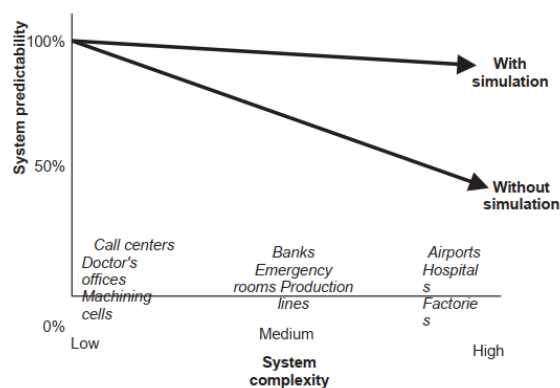 System predictability
100%
50%
0%
With
simulation
Without
simulation
Call centers
Doctor's
offices
Machining
cells
Banks
Emergency
rooms Production
lines
Airports
Hospital
s
Factorie
s
Low
Medium
High
System
complexity